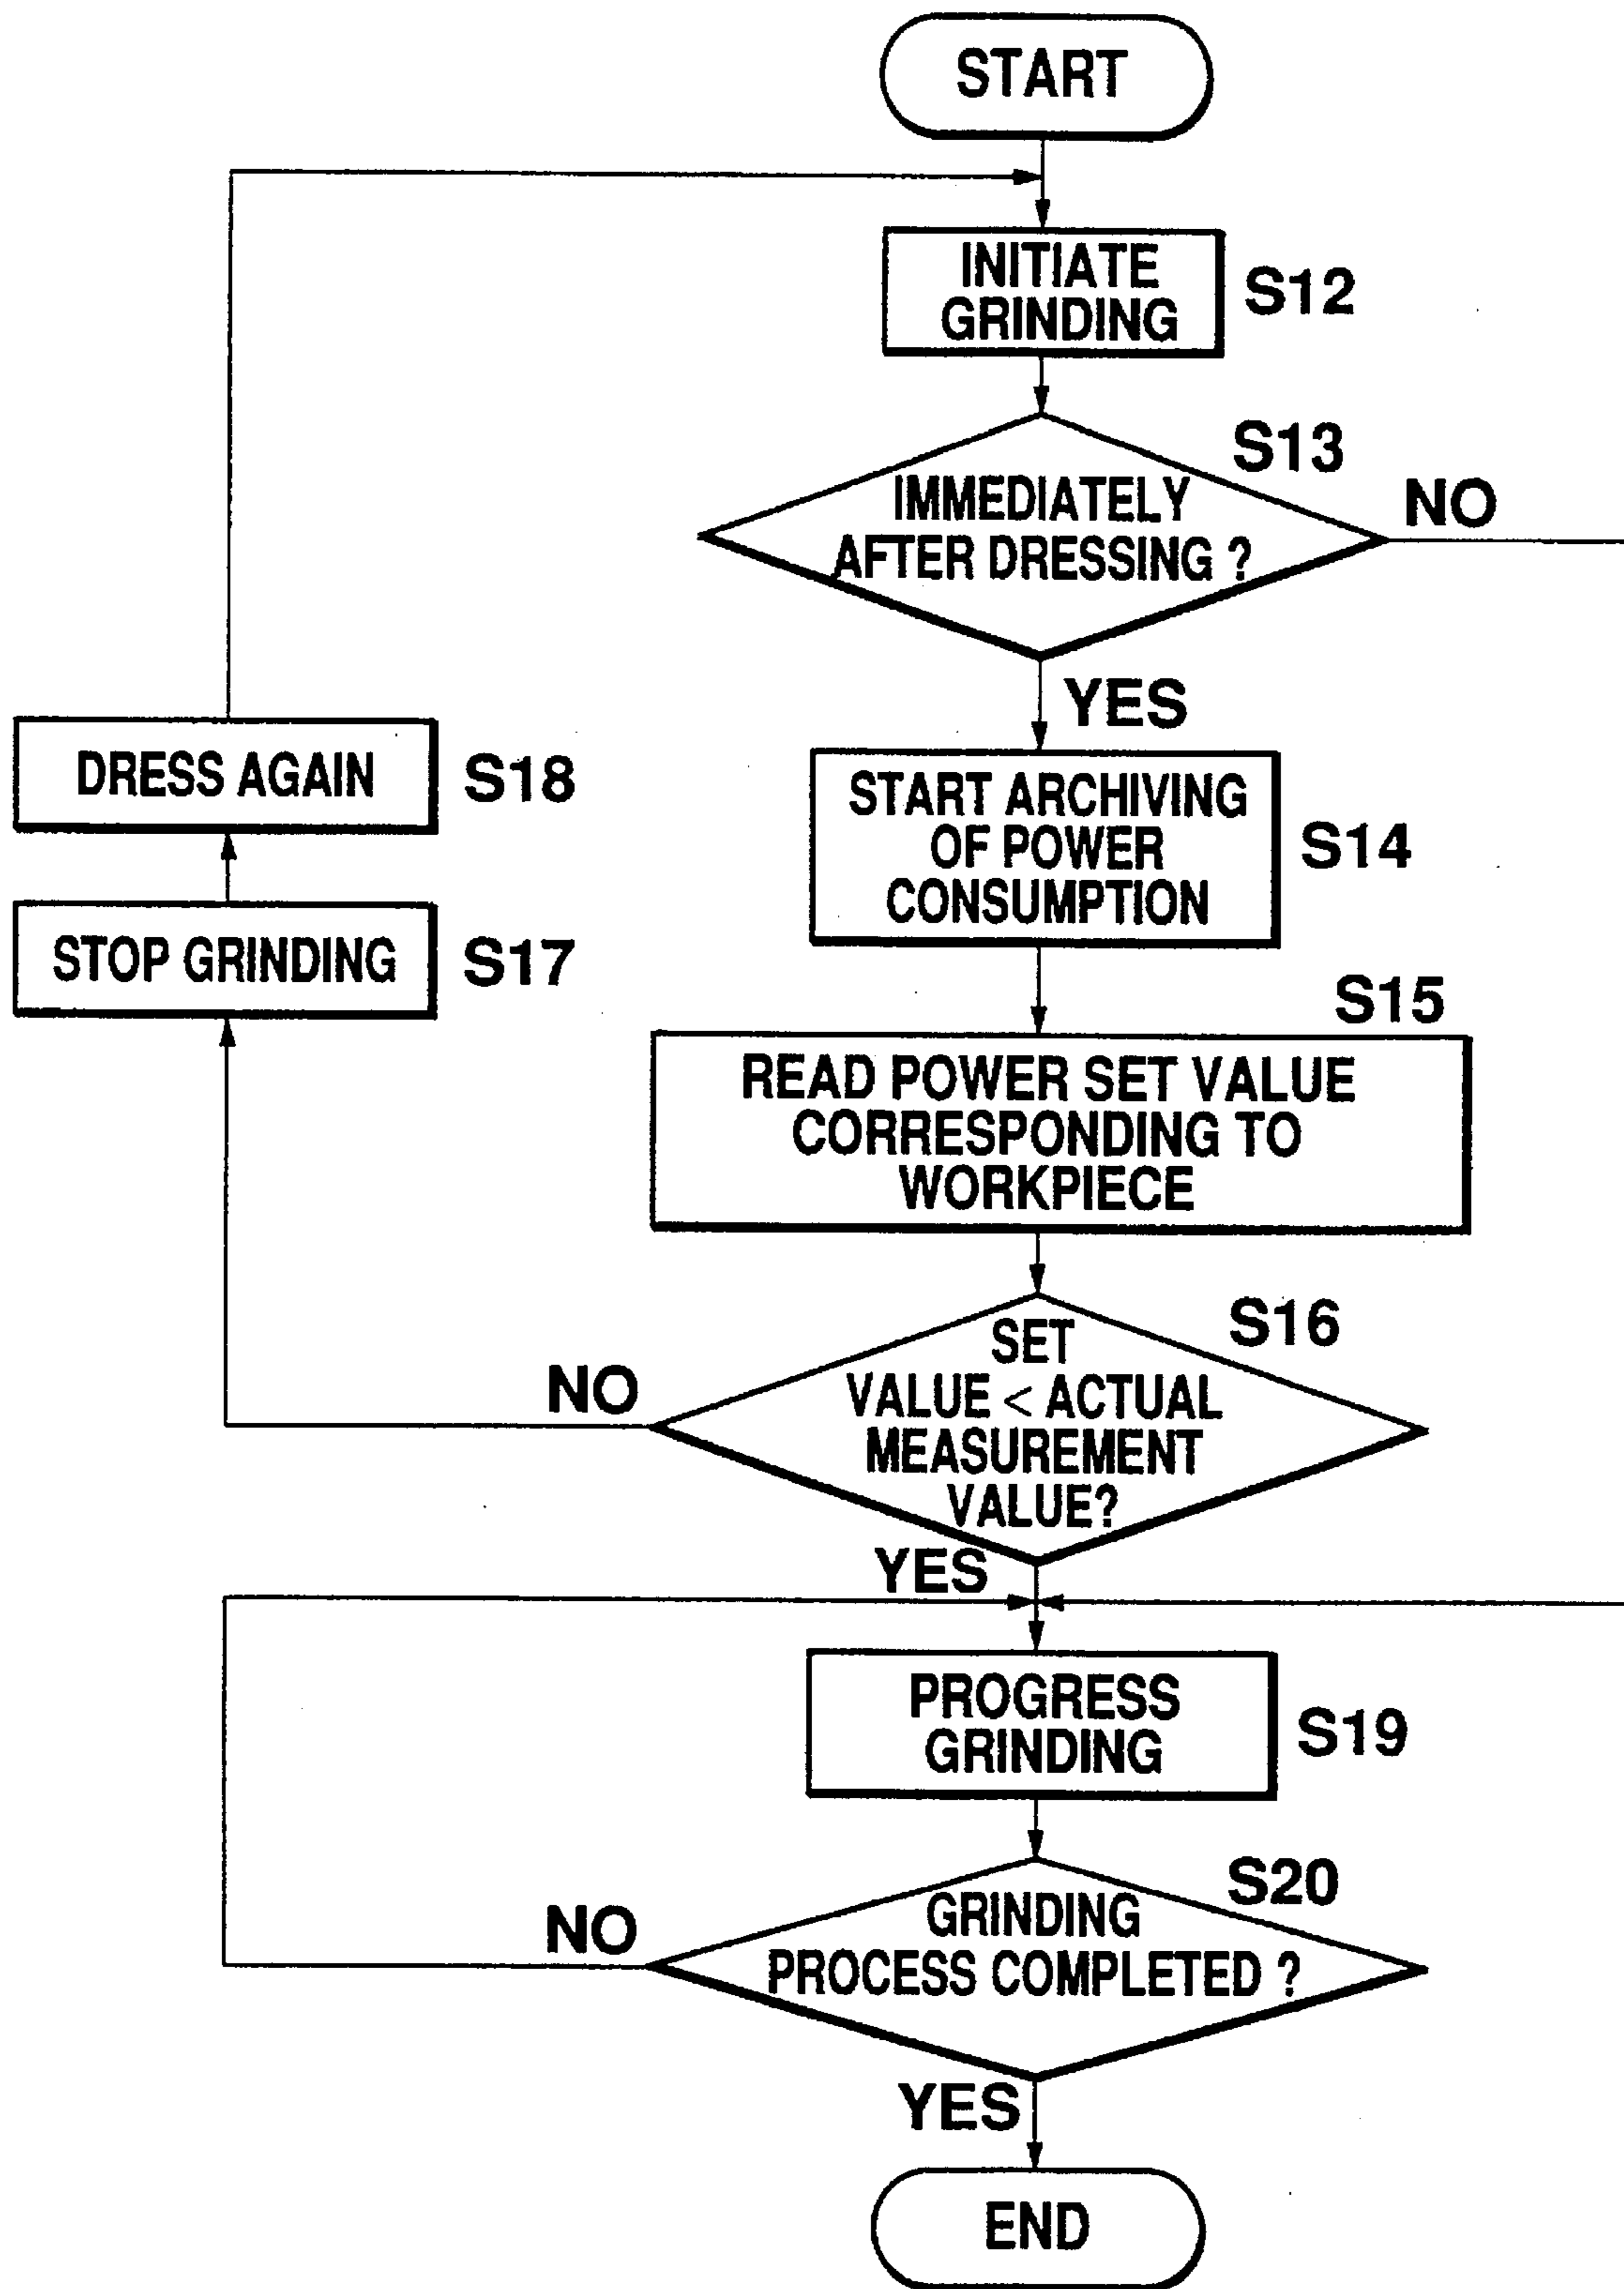 START
INITIATE
GRINDING
S12
S13
IMMEDIATELY
AFTER DRESSING ?
NO
YES
DRESS AGAIN
S18
START ARCHIVING
OF POWER
CONSUMPTION
S14
STOP GRINDING
S17
S15
READ POWER SET VALUE
CORRESPONDING TO
WORKPIECE
S16
SET
VALUE < ACTUAL
MEASUREMENT
VALUE?
NO
YES
PROGRESS
GRINDING
S19
S20
GRINDING
PROCESS COMPLETED ?
NO
YES
END